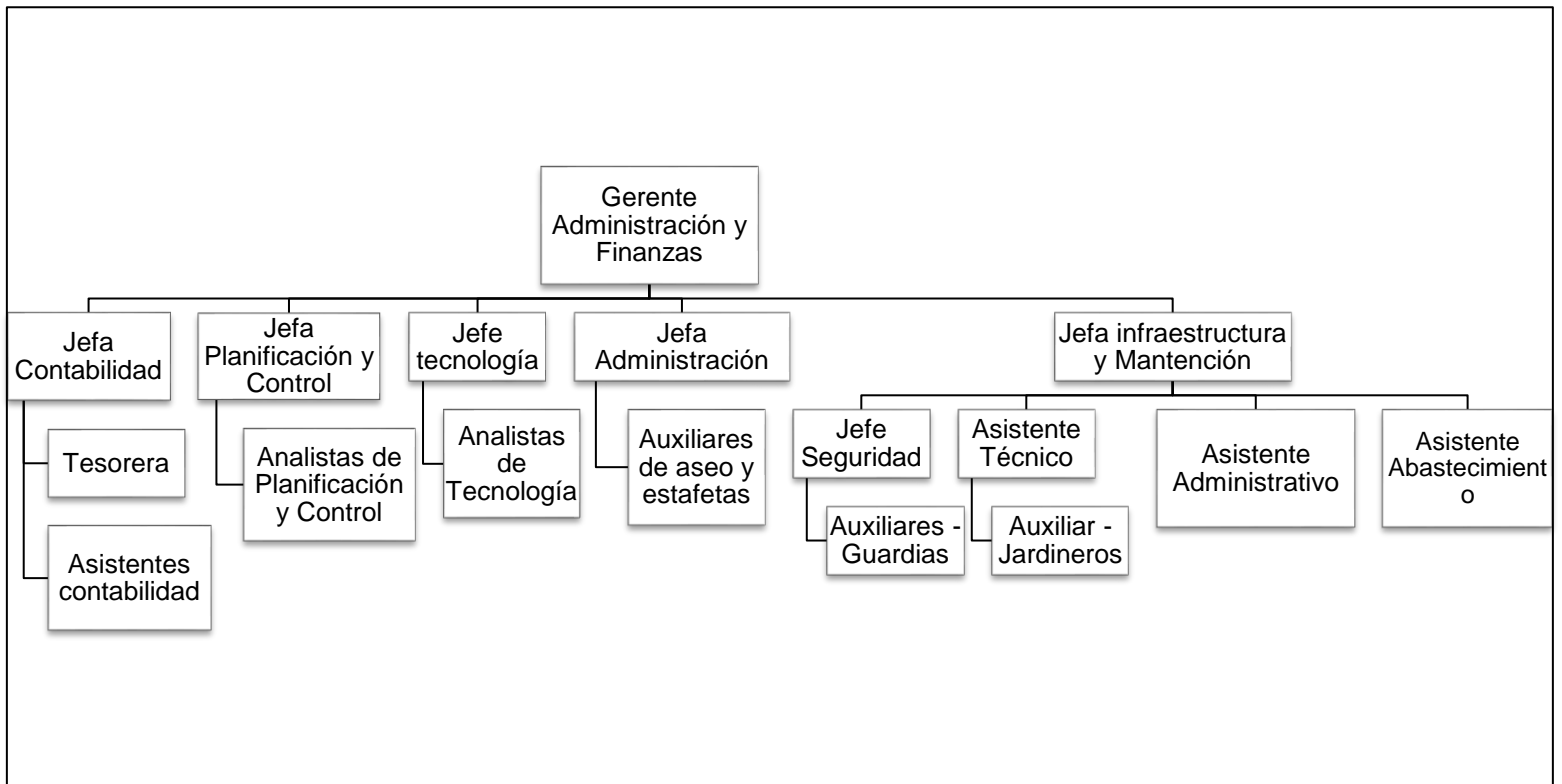 Gerente
Administración y
Finanzas
Jefa
Contabilidad
Tesorera
Asistentes
contabilidad
Jefa
Planificación y
Control
Analistas de
Planificación
y Control
Jefe
tecnología
Analistas
de
Tecnología
Jefa
Administración
Auxiliares
de aseo y
estafetas
Jefa infraestructura
y Mantención
Jefe
Seguridad
Auxiliares -
Guardias
Asistente
Técnico
Auxiliar -
Jardineros
Asistente
Administrativo
Asistente
Abastecimient
o